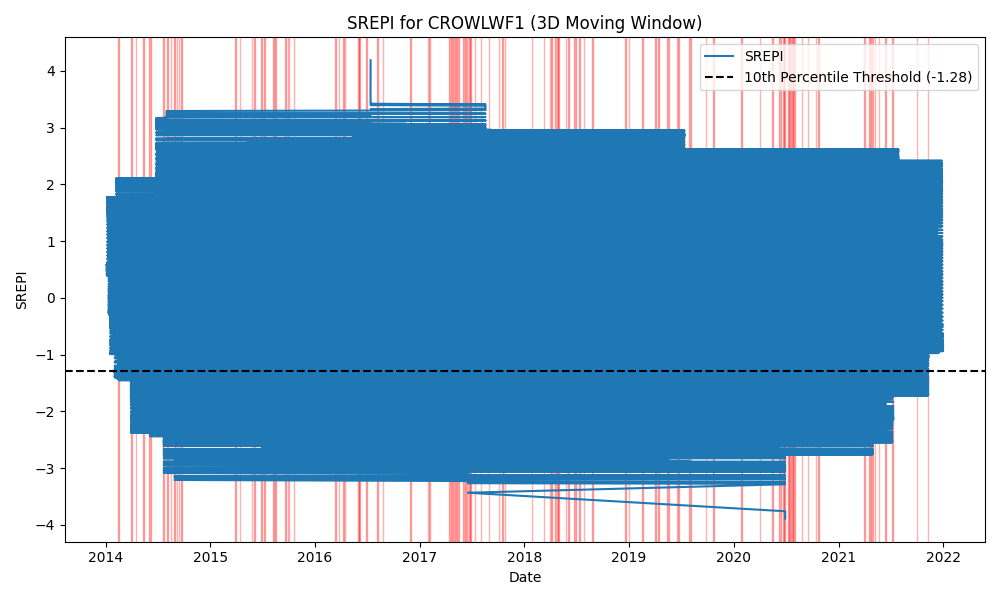 SREPI for CROWLWF1 (3D Moving Window)
SREPI
10th Percentile Threshold (-1.28)
SREPI
4
3
2
1
0
−1
−2
−3
−4
2014 2015 2016 2017 2018 2019 2020 2021 2022
Date